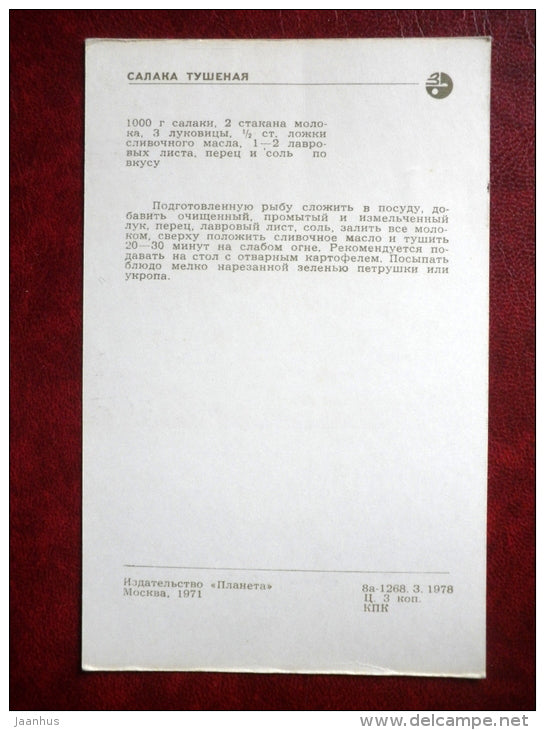 САЛАКА ТУШЕНАЯ
1000 г салаки, 2 стакана моло-
ка, 3 луковицы, ½ ст. ложки
сливочного масла, 1—2 лавро-
вых листа, перец и соль по
вкусу
Подготовленную рыбу сложить в посуду, до-
бавить очищенный, промытый и измельченный
лук, перец, лавровый лист, соль, залить все моло-
ком, сверху положить сливочное масло и тушить
20—30 минут на слабом огне. Рекомендуется по-
давать на стол с отварным картофелем. Посыпать
блюдо мелко нарезанной зеленью петрушки или
укропа.
Издательство «Планета»
Москва, 1971
8а-1268. З. 1978
Ц. 3 коп.
КПК
jaanhus
www.delcampe.net